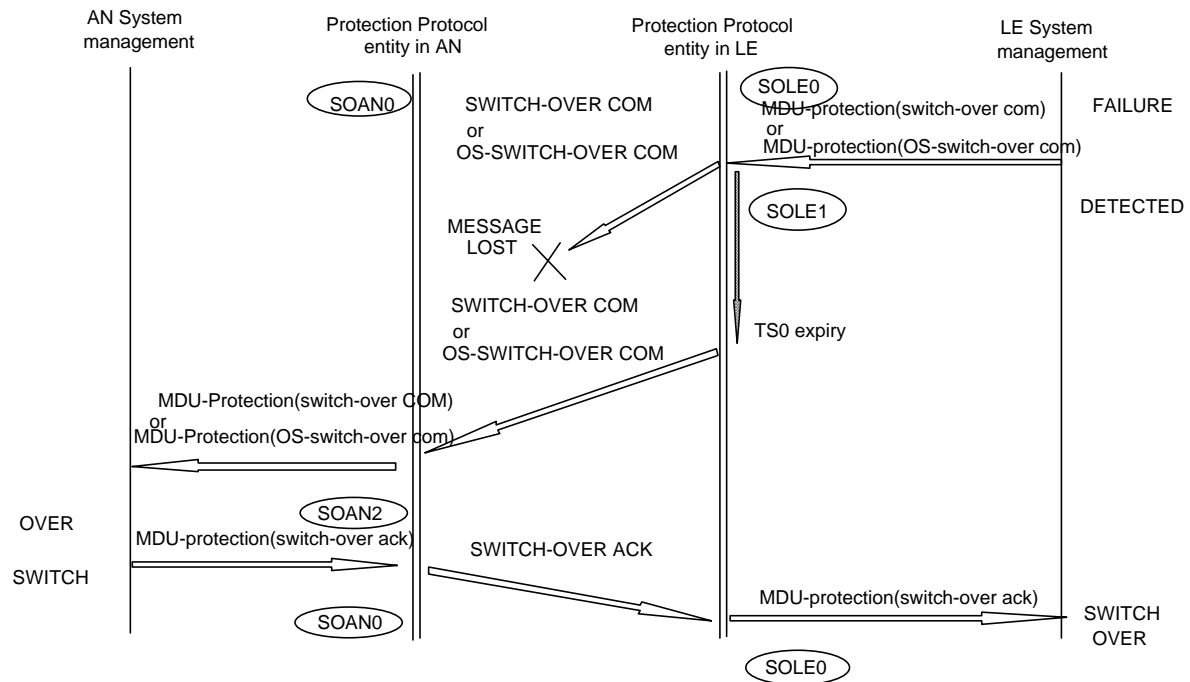 AN System
management
Protection Protocol
entity in AN
Protection Protocol
entity in LE
LE System
management
SOAN0
SWITCH-OVER COM
or
OS-SWITCH-OVER COM
SOLE0
MDU-protection(switch-over com)
or
MDU-protection(OS-switch-over com)
FAILURE
SOLE1
DETECTED
MESSAGE
LOST
SWITCH-OVER COM
or
OS-SWITCH-OVER COM
TS0 expiry
MDU-Protection(switch-over COM)
or
MDU-Protection(OS-switch-over com)
SOAN2
OVER
MDU-protection(switch-over ack)
SWITCH
SWITCH-OVER ACK
MDU-protection(switch-over ack)
SOAN0
SWITCH
OVER
SOLE0